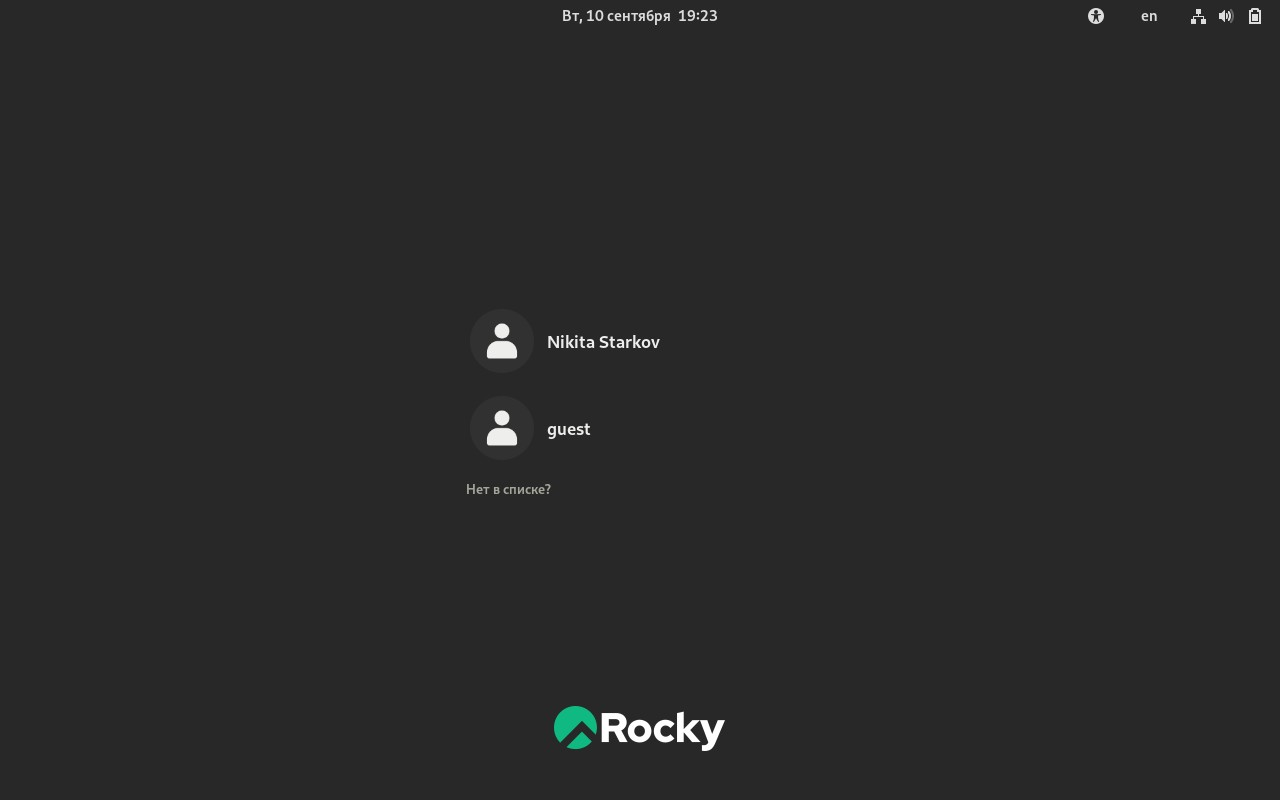 Вт, 10 сентября 19:23
en
Nikita Starkov
guest
Нет в списке?
Rocky